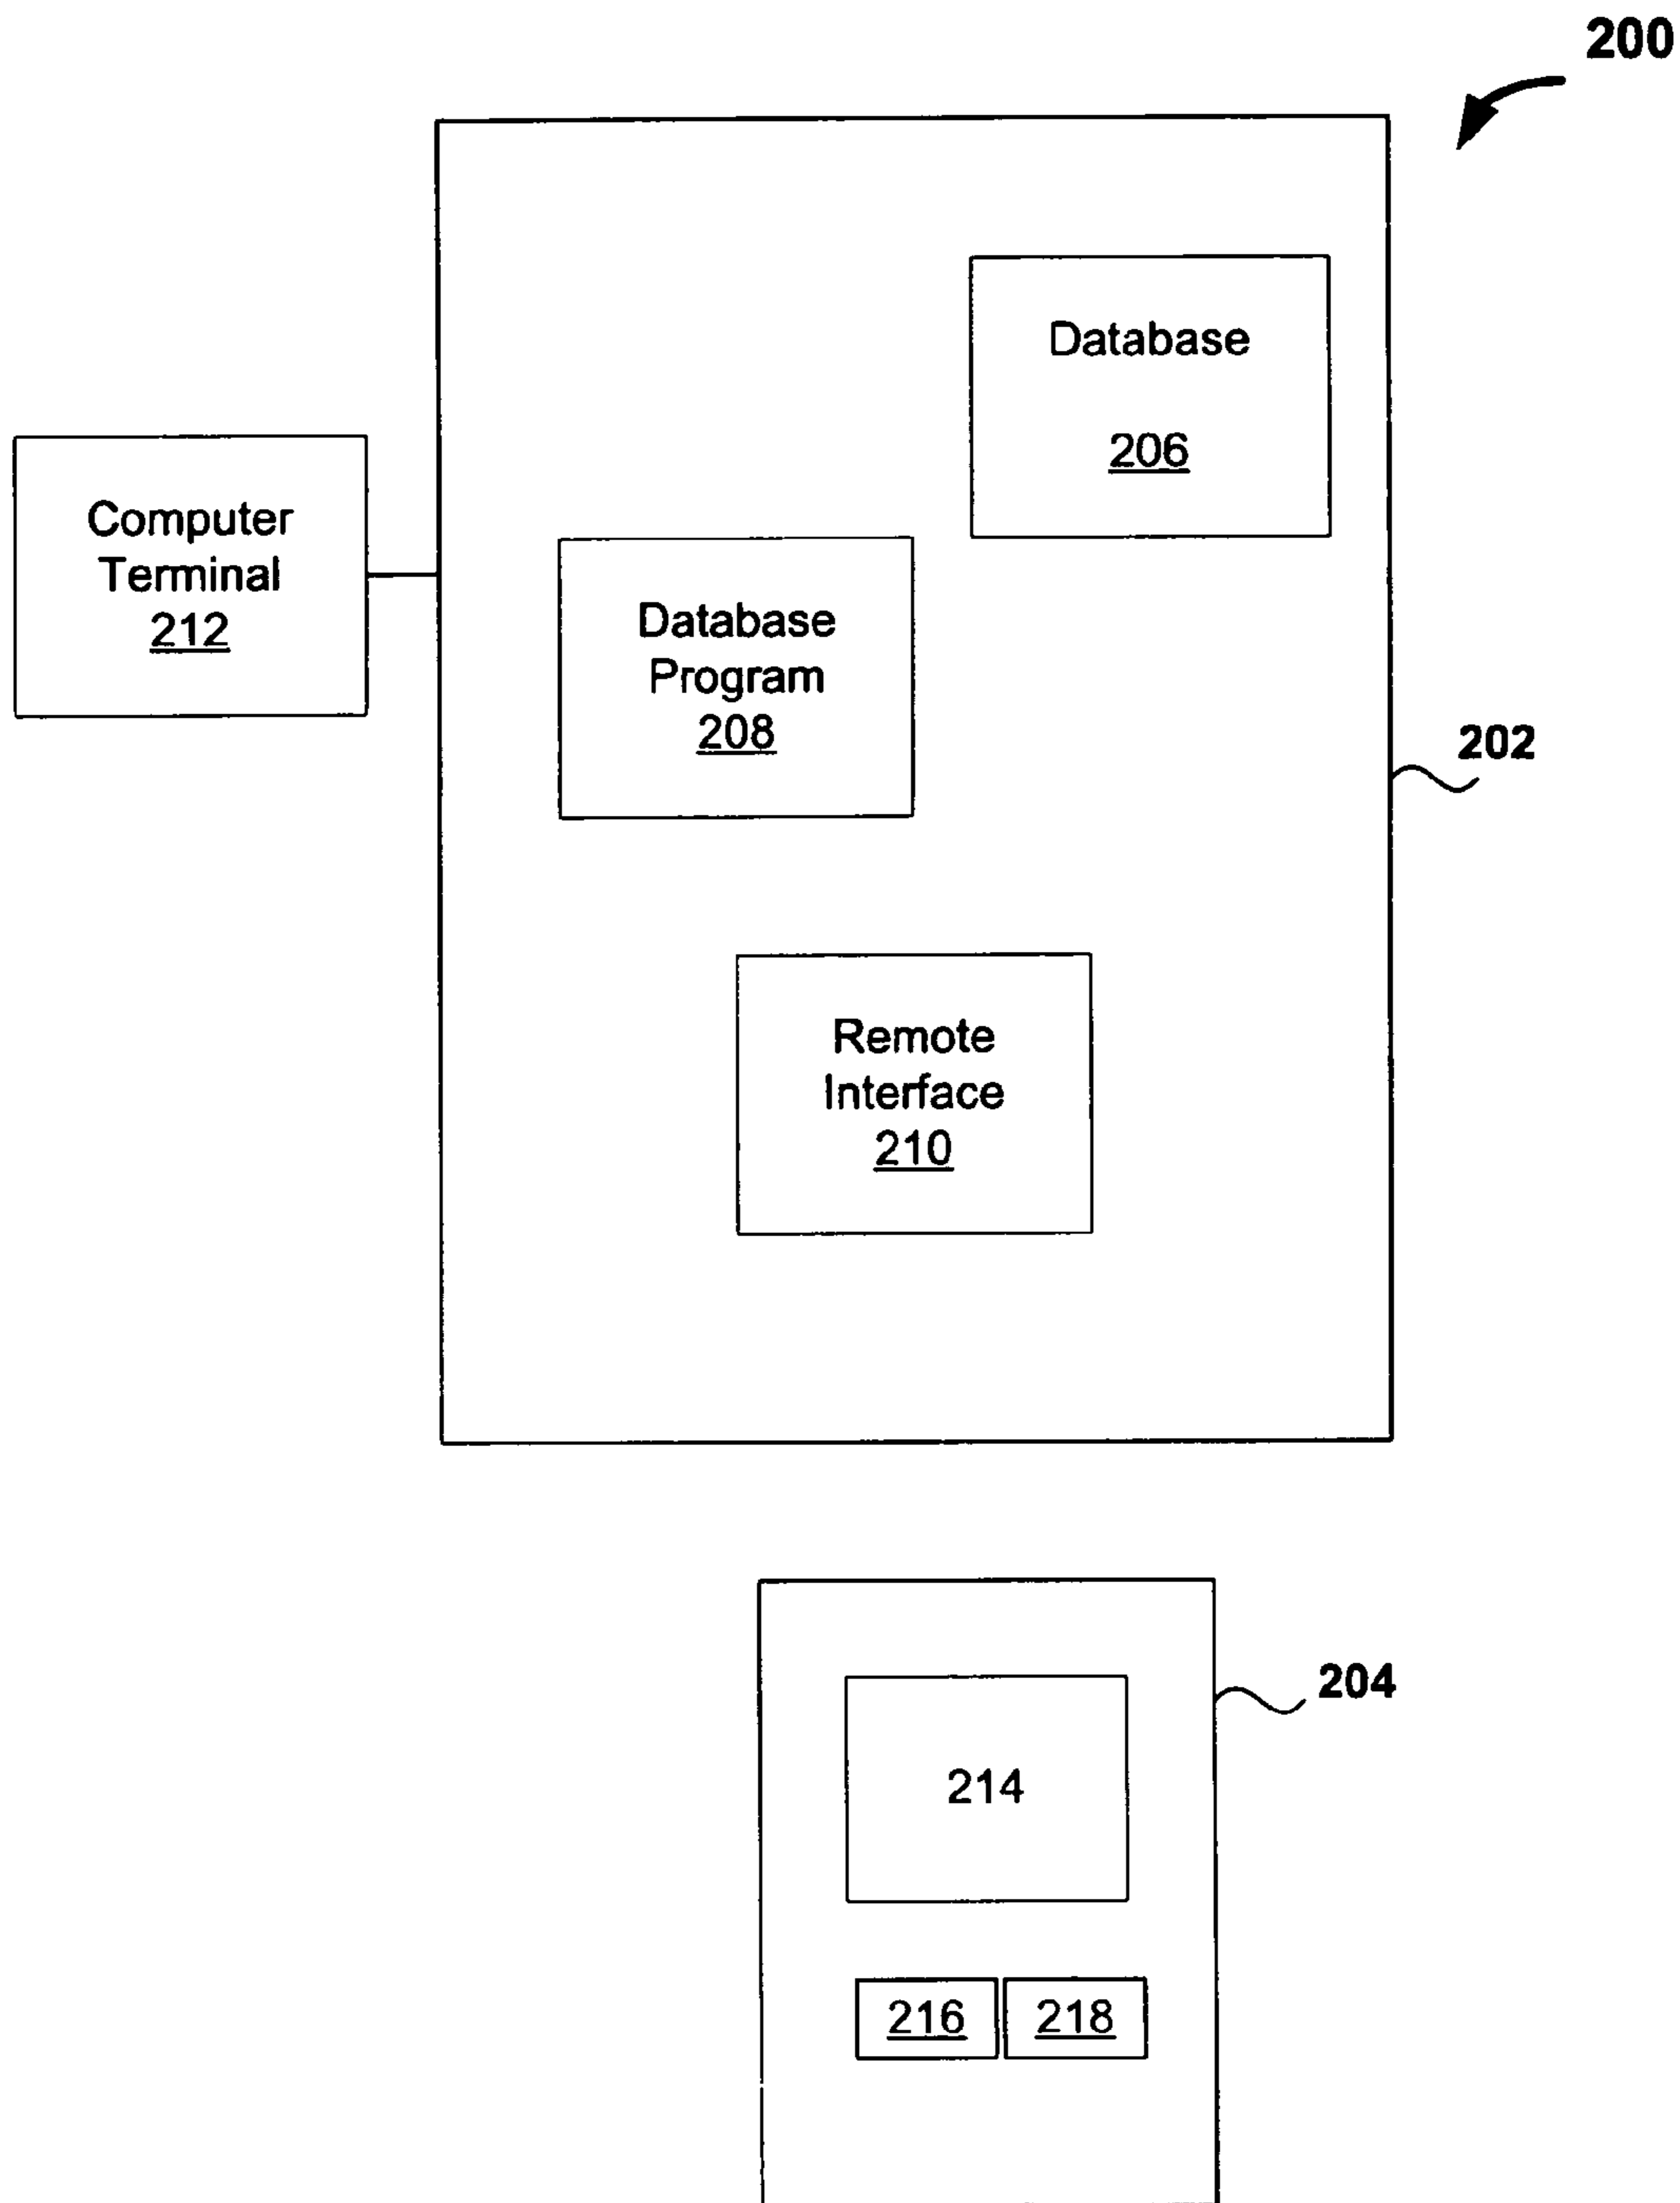 200
Database
206
Computer
Terminal
212
Database
Program
208
202
Remote
Interface
210
204
214
216 218